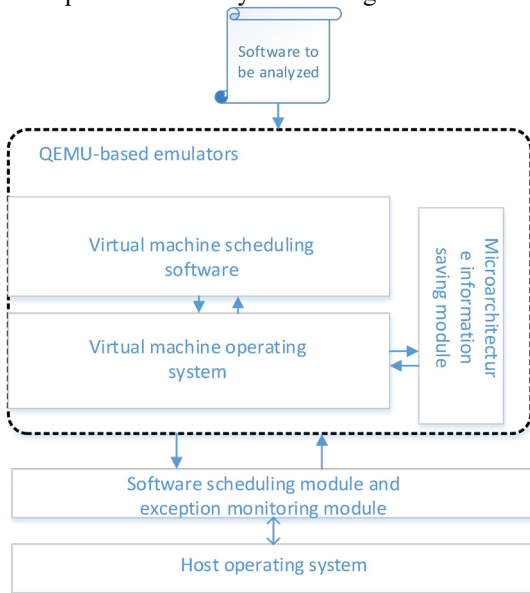 Software to
be analyzed
QEMU-based emulators
Virtual machine scheduling
software
Virtual machine operating
system
Microarchitectur
e information
saving module
Software scheduling module and
exception monitoring module
Host operating system